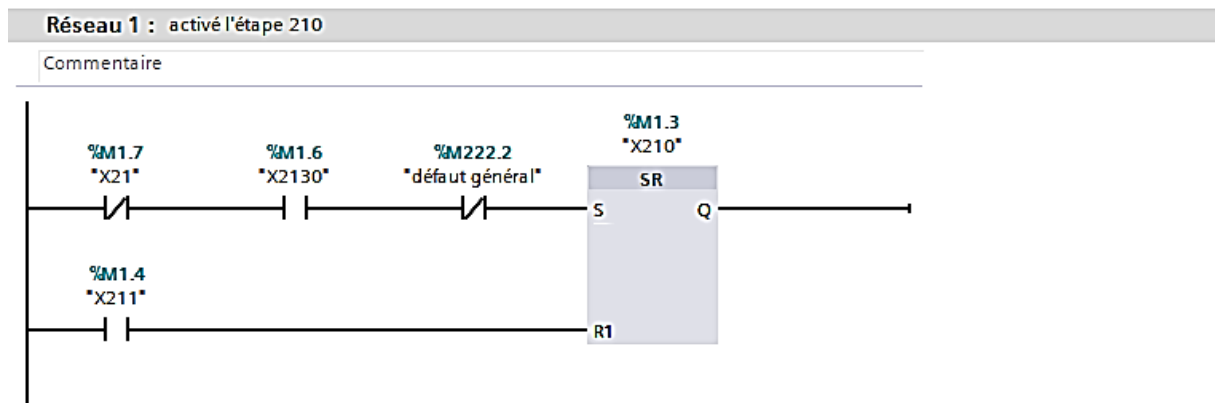 Réseau 1 : activé l'étape 210
Commentaire
%M1.3
"X210"
%M1.7 %M1.6 %M222.2
"X21" "X2130" "défaut général"
SR
S Q
%M1.4
"X211"
R1